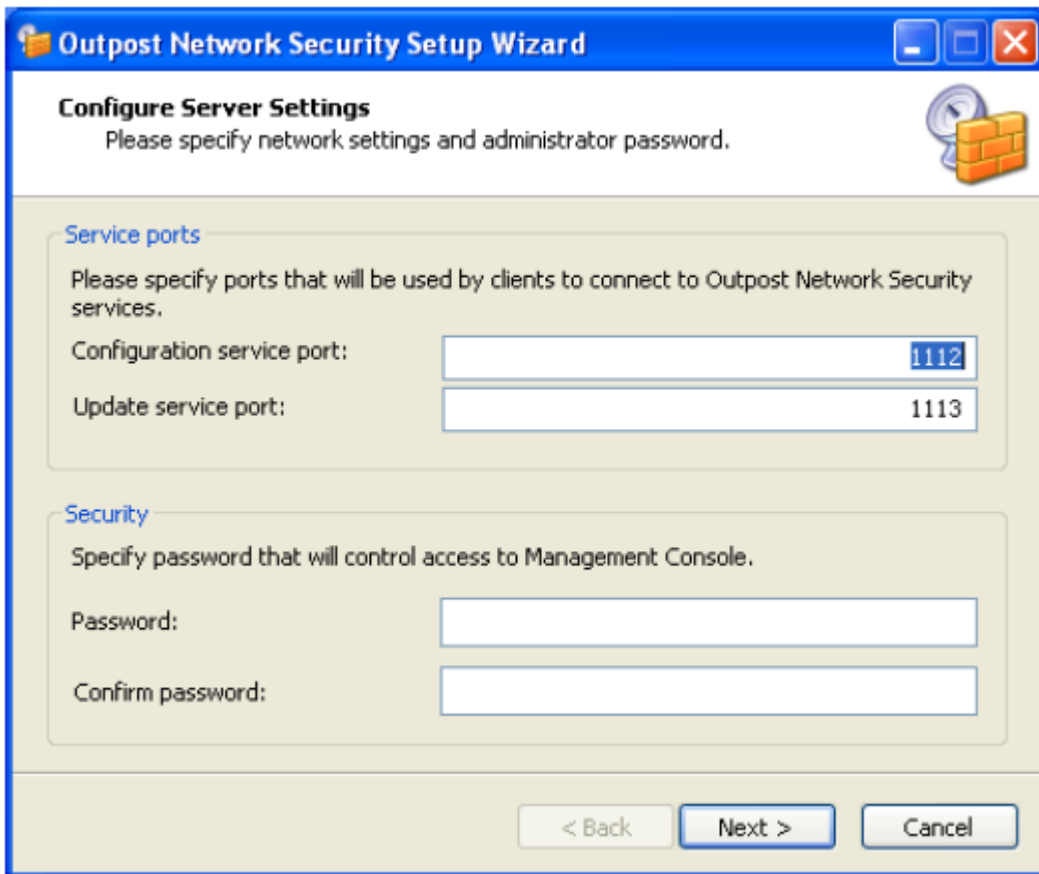 Outpost Network Security Setup Wizard
Configure Server Settings
Please specify network settings and administrator password.
Service ports
Please specify ports that will be used by clients to connect to Outpost Network Security
services.
Configuration service port:
1112
Update service port:
1113
Security
Specify password that will control access to Management Console.
Password:
Confirm password:
< Back
Next >
Cancel